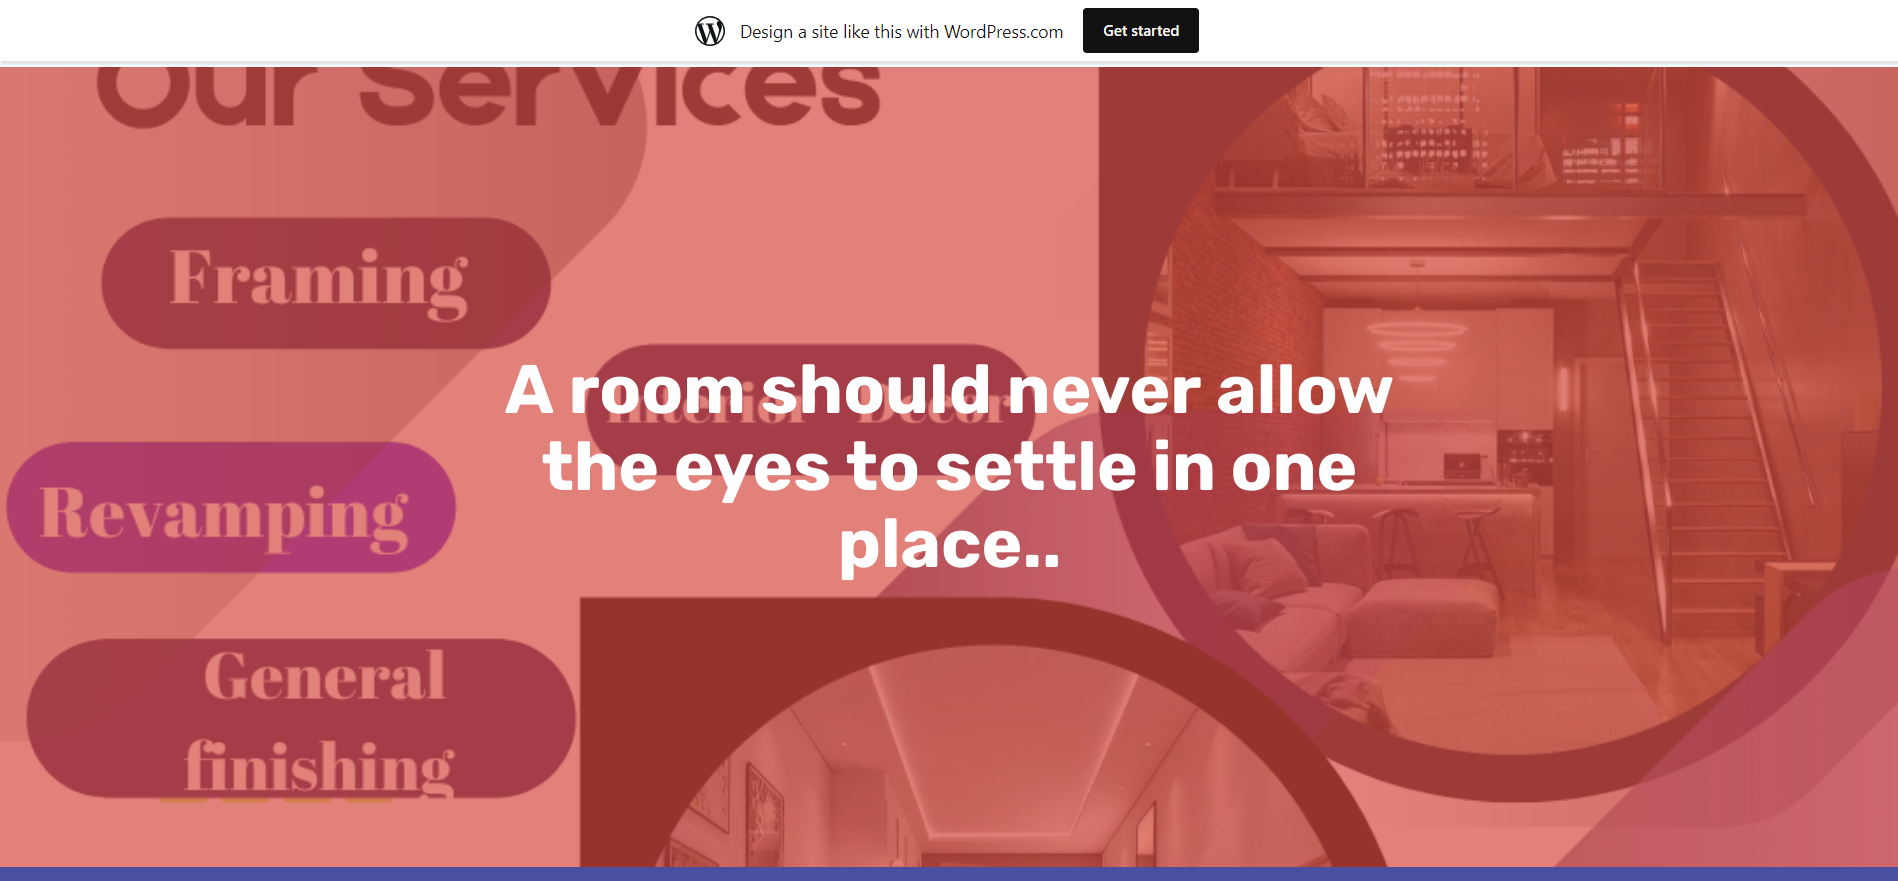 Design a site like this with WordPress.com
Get started
Our Services
Framing
Interior Decor
A room should never allow
the eyes to settle in one
place..
Revamping
General
finishing